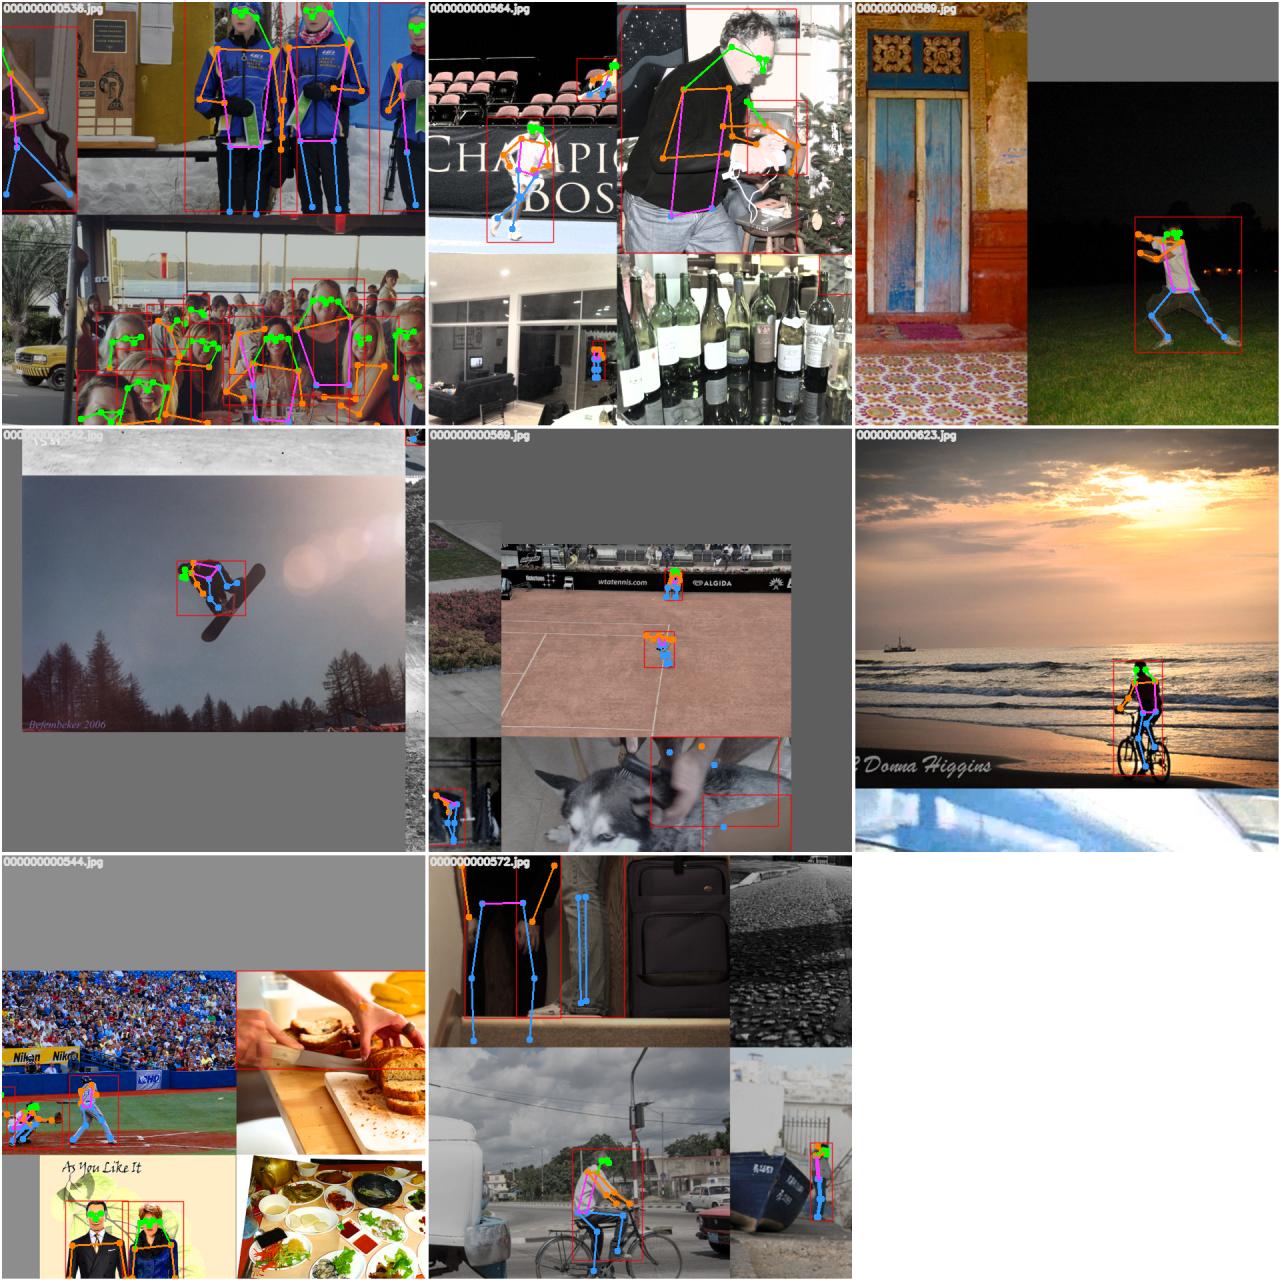 000000000536.jpg
000000000564.jpg
CHAMPIO
BOS
000000000589.jpg
000000000542.jpg
Befembeker 2006
000000000569.jpg
wtatennis.com
ALGIDA
000000000623.jpg
Donna Higgins
000000000544.jpg
Nikon
Niko
As You Like It
000000000572.jpg